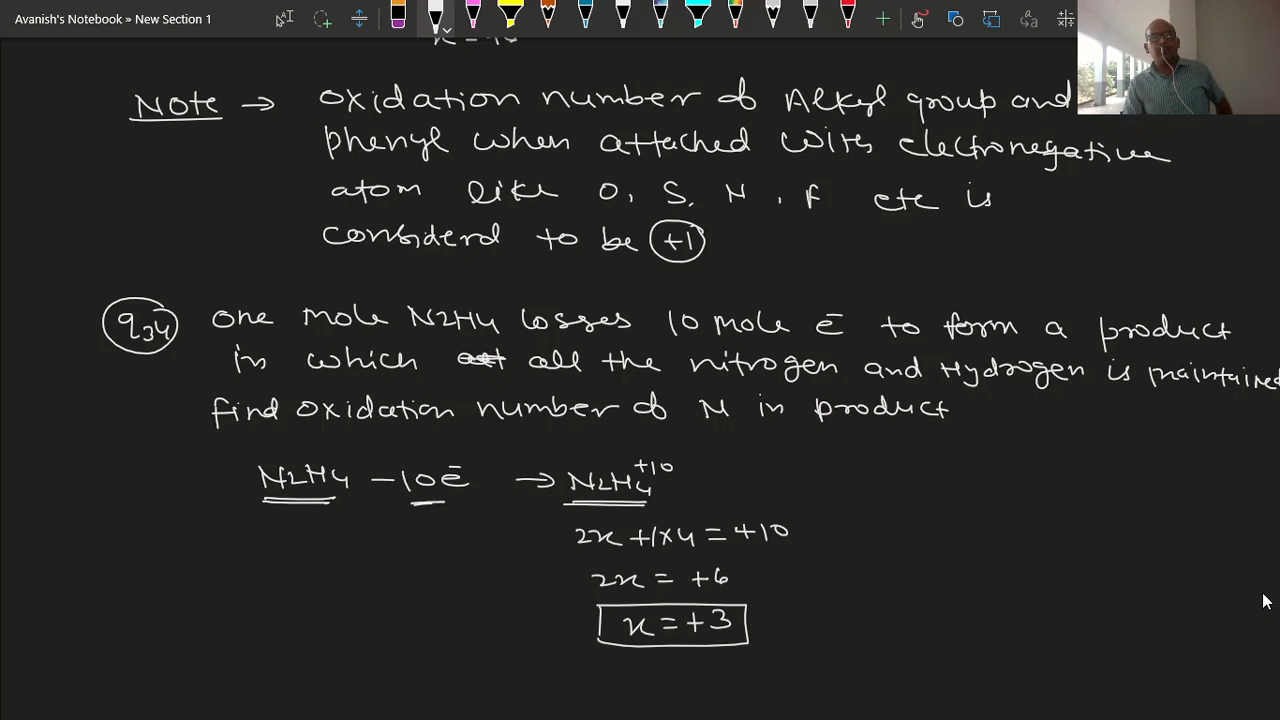 Avanish's Notebook » New Section 1
Note → oxidation number of Alkyl group and
phenyl when attached with electronegative
atom like O, S, N, F etc is
considerd to be +1
q34 one mole N2H4 losses 10 mole ē to form a product
in which all the nitrogen and Hydrogen is maintained
find oxidation number of N in product
N2H4 – 10ē → N2H4+10
2x +1×4 = +10
2x = +6
x = +3